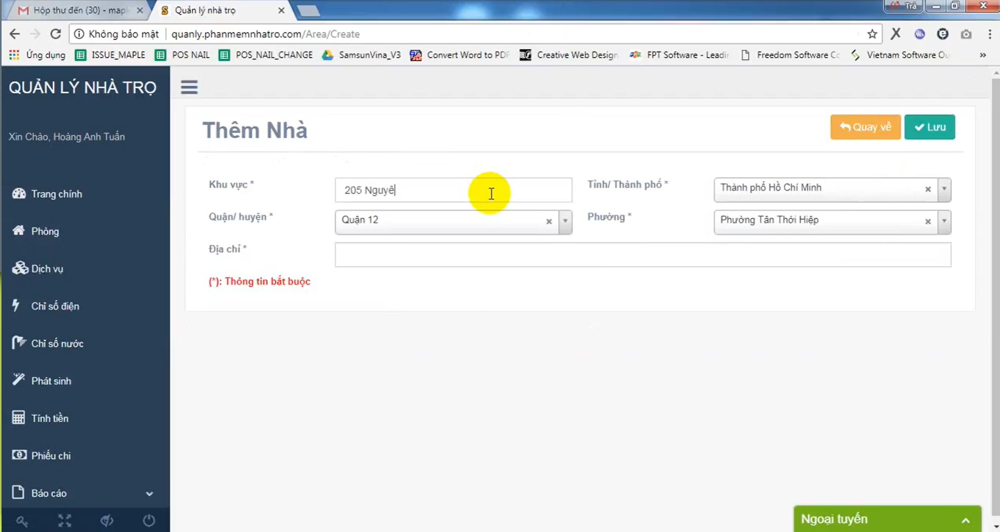 Hộp thư đến (30) - mapl
Quản lý nhà trọ
Trà
Không bảo mật
quanly.phanmemnhatro.com/Area/Create
Ứng dụng
ISSUE_MAPLE
POS NAIL
POS_NAIL_CHANGE
SamsunVina_V3
Convert Word to PDF
Creative Web Design
FPT Software - Leadi
Freedom Software Co
Vietnam Software Ou
»
QUẢN LÝ NHÀ TRỌ
Xin Chào, Hoàng Anh Tuấn
Trang chính
Phòng
Dịch vụ
Chỉ số điện
Chỉ số nước
Phát sinh
Tính tiền
Phiếu chi
Báo cáo
Thêm Nhà
Quay về
Lưu
Khu vực *
205 Nguyê
Tỉnh/ Thành phố *
Thành phố Hồ Chí Minh
Quận/ huyện *
Quận 12
Phường *
Phường Tân Thới Hiệp
Địa chỉ *
(*): Thông tin bắt buộc
Ngoại tuyến